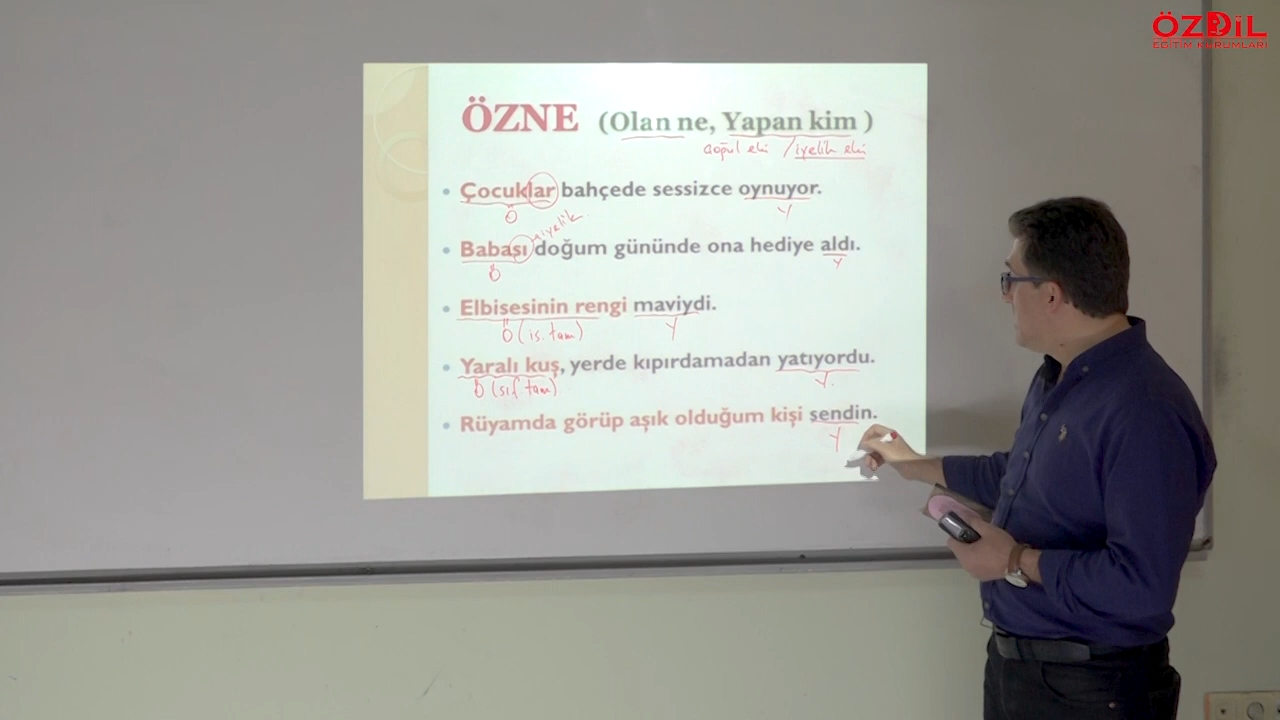 ÖZDİL
EĞİTİM KURUMLARI
ÖZNE (Olan ne, Yapan kim )
çoğul eki / iyelik eki
• Çocuklar bahçede sessizce oynuyor.
Ö Y
iyelik
• Babası doğum gününde ona hediye aldı.
Ö Y
• Elbisesinin rengi maviydi.
Ö (is. tam) Y
• Yaralı kuş, yerde kıpırdamadan yatıyordu.
Ö (sıf tam) Y.
• Rüyamda görüp aşık olduğum kişi sendin.
Y